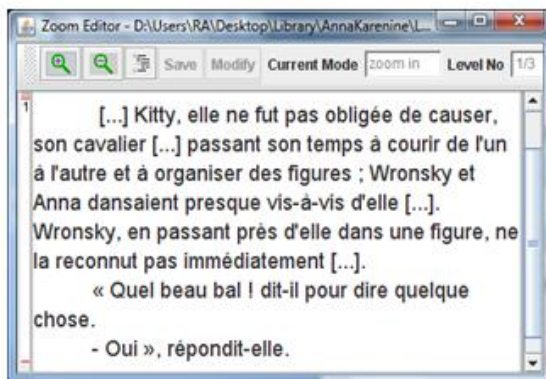 Zoom Editor - D:\Users\RA\Desktop\Library\AnnaKarenine\L...
Save Modify Current Mode zoom in Level No 1/3
1
[...] Kitty, elle ne fut pas obligée de causer,
son cavalier [...] passant son temps à courir de l'un
à l'autre et à organiser des figures ; Wronsky et
Anna dansaient presque vis-à-vis d'elle [...].
Wronsky, en passant près d'elle dans une figure, ne
la reconnut pas immédiatement [...].
« Quel beau bal ! dit-il pour dire quelque
chose.
- Oui », répondit-elle.